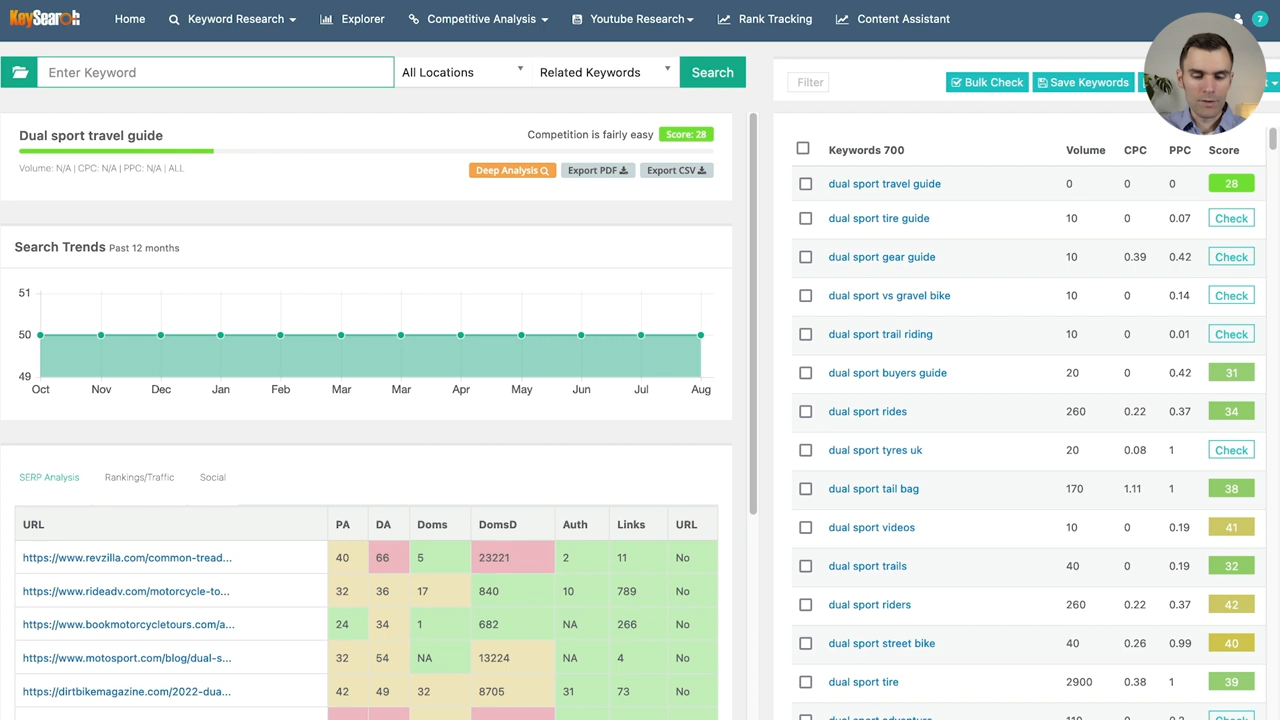 KeySearch
Home
Keyword Research
Explorer
Competitive Analysis
Youtube Research
Rank Tracking
Content Assistant
7
Enter Keyword
All Locations
Related Keywords
Search
Filter
Bulk Check
Save Keywords
Dual sport travel guide
Competition is fairly easy
Score: 28
Volume: N/A | CPC: N/A | PPC: N/A | ALL
Deep Analysis
Export PDF
Export CSV
Search Trends Past 12 months
51
50
49
Oct Nov Dec Jan Feb Mar Mar Apr May Jun Jul Aug
SERP Analysis
Rankings/Traffic
Social
URL PA DA Doms DomsD Auth Links URL
https://www.revzilla.com/common-tread... 40 66 5 23221 2 11 No
https://www.rideadv.com/motorcycle-to... 32 36 17 840 10 789 No
https://www.bookmotorcycletours.com/a... 24 34 1 682 NA 266 No
https://www.motosport.com/blog/dual-s... 32 54 NA 13224 NA 4 No
https://dirtbikemagazine.com/2022-dua... 42 49 32 8705 31 73 No
Keywords 700 Volume CPC PPC Score
dual sport travel guide 0 0 0 28
dual sport tire guide 10 0 0.07 Check
dual sport gear guide 10 0.39 0.42 Check
dual sport vs gravel bike 10 0 0.14 Check
dual sport trail riding 10 0 0.01 Check
dual sport buyers guide 20 0 0.42 31
dual sport rides 260 0.22 0.37 34
dual sport tyres uk 20 0.08 1 Check
dual sport tail bag 170 1.11 1 38
dual sport videos 10 0 0.19 41
dual sport trails 40 0 0.19 32
dual sport riders 260 0.22 0.37 42
dual sport street bike 40 0.26 0.99 40
dual sport tire 2900 0.38 1 39